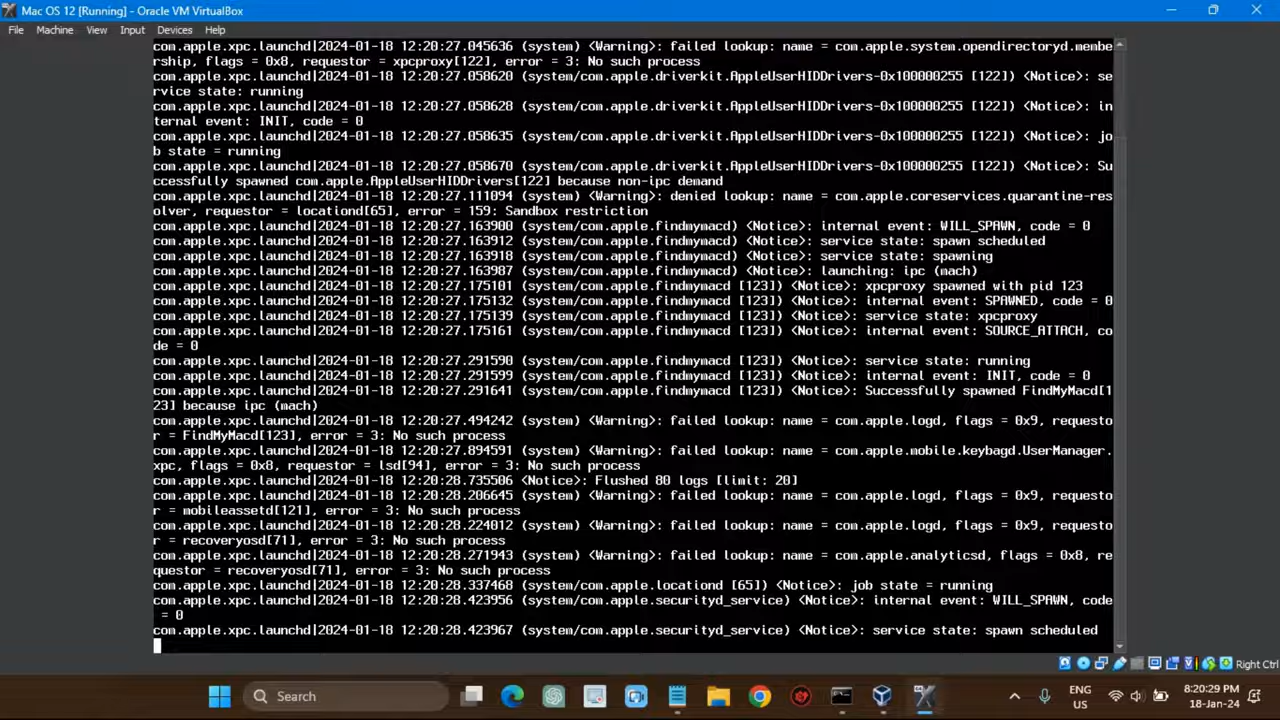 Mac OS 12 [Running] - Oracle VM VirtualBox
File Machine View Input Devices Help
com.apple.xpc.launchd|2024-01-18 12:20:27.045636 (system) <Warning>: failed lookup: name = com.apple.system.opendirectoryd.membe
rship, flags = 0x8, requestor = xpcproxy[122], error = 3: No such process
com.apple.xpc.launchd|2024-01-18 12:20:27.058620 (system/com.apple.driverkit.AppleUserHIDDrivers-0x100000255 [122]) <Notice>: se
rvice state: running
com.apple.xpc.launchd|2024-01-18 12:20:27.058628 (system/com.apple.driverkit.AppleUserHIDDrivers-0x100000255 [122]) <Notice>: in
ternal event: INIT, code = 0
com.apple.xpc.launchd|2024-01-18 12:20:27.058635 (system/com.apple.driverkit.AppleUserHIDDrivers-0x100000255 [122]) <Notice>: jo
b state = running
com.apple.xpc.launchd|2024-01-18 12:20:27.058670 (system/com.apple.driverkit.AppleUserHIDDrivers-0x100000255 [122]) <Notice>: Su
ccessfully spawned com.apple.AppleUserHIDDrivers[122] because non-ipc demand
com.apple.xpc.launchd|2024-01-18 12:20:27.111094 (system) <Warning>: denied lookup: name = com.apple.coreservices.quarantine-res
olver, requestor = locationd[65], error = 159: Sandbox restriction
com.apple.xpc.launchd|2024-01-18 12:20:27.163900 (system/com.apple.findmymacd) <Notice>: internal event: WILL_SPAWN, code = 0
com.apple.xpc.launchd|2024-01-18 12:20:27.163912 (system/com.apple.findmymacd) <Notice>: service state: spawn scheduled
com.apple.xpc.launchd|2024-01-18 12:20:27.163918 (system/com.apple.findmymacd) <Notice>: service state: spawning
com.apple.xpc.launchd|2024-01-18 12:20:27.163987 (system/com.apple.findmymacd) <Notice>: launching: ipc (mach)
com.apple.xpc.launchd|2024-01-18 12:20:27.175101 (system/com.apple.findmymacd [123]) <Notice>: xpcproxy spawned with pid 123
com.apple.xpc.launchd|2024-01-18 12:20:27.175132 (system/com.apple.findmymacd [123]) <Notice>: internal event: SPAWNED, code = 0
com.apple.xpc.launchd|2024-01-18 12:20:27.175139 (system/com.apple.findmymacd [123]) <Notice>: service state: xpcproxy
com.apple.xpc.launchd|2024-01-18 12:20:27.175161 (system/com.apple.findmymacd [123]) <Notice>: internal event: SOURCE_ATTACH, co
de = 0
com.apple.xpc.launchd|2024-01-18 12:20:27.291590 (system/com.apple.findmymacd [123]) <Notice>: service state: running
com.apple.xpc.launchd|2024-01-18 12:20:27.291599 (system/com.apple.findmymacd [123]) <Notice>: internal event: INIT, code = 0
com.apple.xpc.launchd|2024-01-18 12:20:27.291641 (system/com.apple.findmymacd [123]) <Notice>: Successfully spawned FindMyMacd[1
23] because ipc (mach)
com.apple.xpc.launchd|2024-01-18 12:20:27.494242 (system) <Warning>: failed lookup: name = com.apple.logd, flags = 0x9, requesto
r = FindMyMacd[123], error = 3: No such process
com.apple.xpc.launchd|2024-01-18 12:20:27.894591 (system) <Warning>: failed lookup: name = com.apple.mobile.keybagd.UserManager.
xpc, flags = 0x8, requestor = lsd[94], error = 3: No such process
com.apple.xpc.launchd|2024-01-18 12:20:28.735506 <Notice>: Flushed 80 logs [limit: 20]
com.apple.xpc.launchd|2024-01-18 12:20:28.206645 (system) <Warning>: failed lookup: name = com.apple.logd, flags = 0x9, requesto
r = mobileassetd[121], error = 3: No such process
com.apple.xpc.launchd|2024-01-18 12:20:28.224012 (system) <Warning>: failed lookup: name = com.apple.logd, flags = 0x9, requesto
r = recoveryosd[71], error = 3: No such process
com.apple.xpc.launchd|2024-01-18 12:20:28.271943 (system) <Warning>: failed lookup: name = com.apple.analyticsd, flags = 0x8, re
questor = recoveryosd[71], error = 3: No such process
com.apple.xpc.launchd|2024-01-18 12:20:28.337468 (system/com.apple.locationd [65]) <Notice>: job state = running
com.apple.xpc.launchd|2024-01-18 12:20:28.423956 (system/com.apple.securityd_service) <Notice>: internal event: WILL_SPAWN, code
= 0
com.apple.xpc.launchd|2024-01-18 12:20:28.423967 (system/com.apple.securityd_service) <Notice>: service state: spawn scheduled
Right Ctrl
Search
ENG
US
8:20:29 PM
18-Jan-24